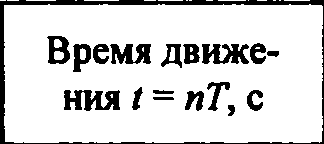 Время движе-
ния t = nT, с